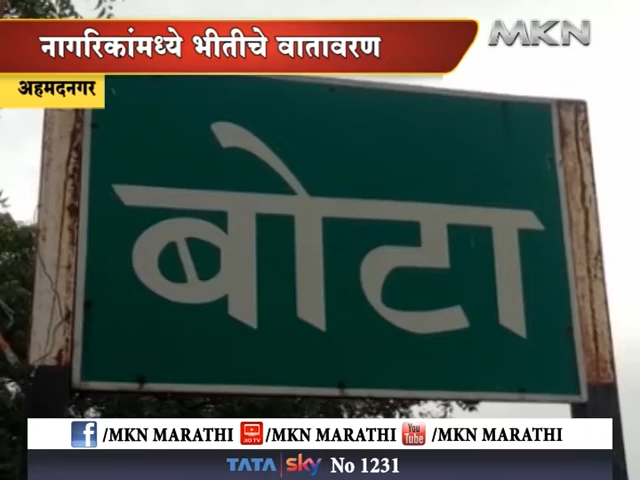 नागरिकांमध्ये भीतीचे वातावरण
MKN
अहमदनगर
बोटा
/MKN MARATHI /MKN MARATHI /MKN MARATHI
TATA sky No 1231